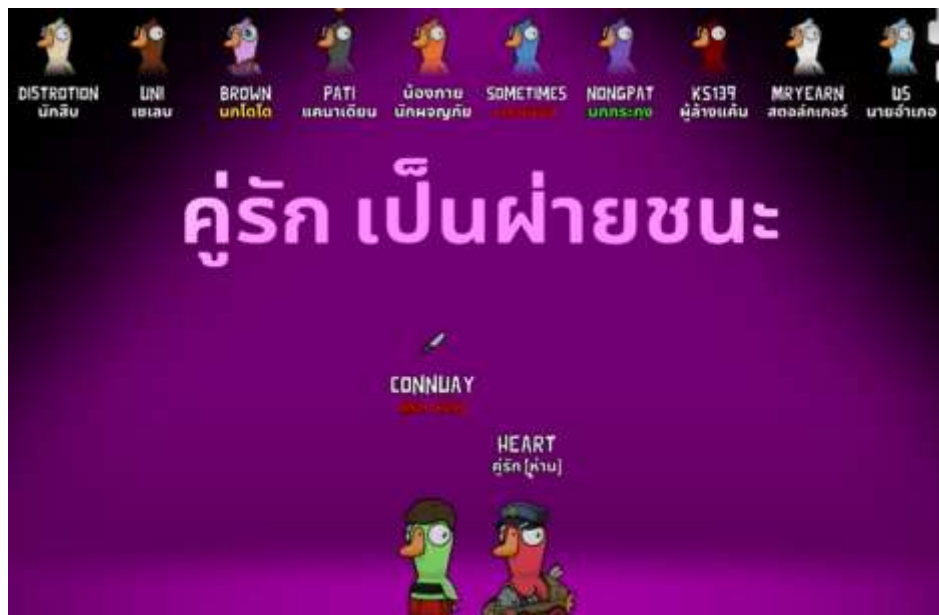 DISTROTION UNI BROWN PATI น้องกาย SOMETIMES NONGPAT KS139 MRYEARN US
นักสืบ เซเลบ นกโดโด แคนาเดียน นักผจญภัย นกกระทุง ผู้ล้างแค้น สตอล์กเกอร์ นายอำเภอ
คู่รัก เป็นฝ่ายชนะ
CONNUAY
HEART
คู่รัก [ห่าน]